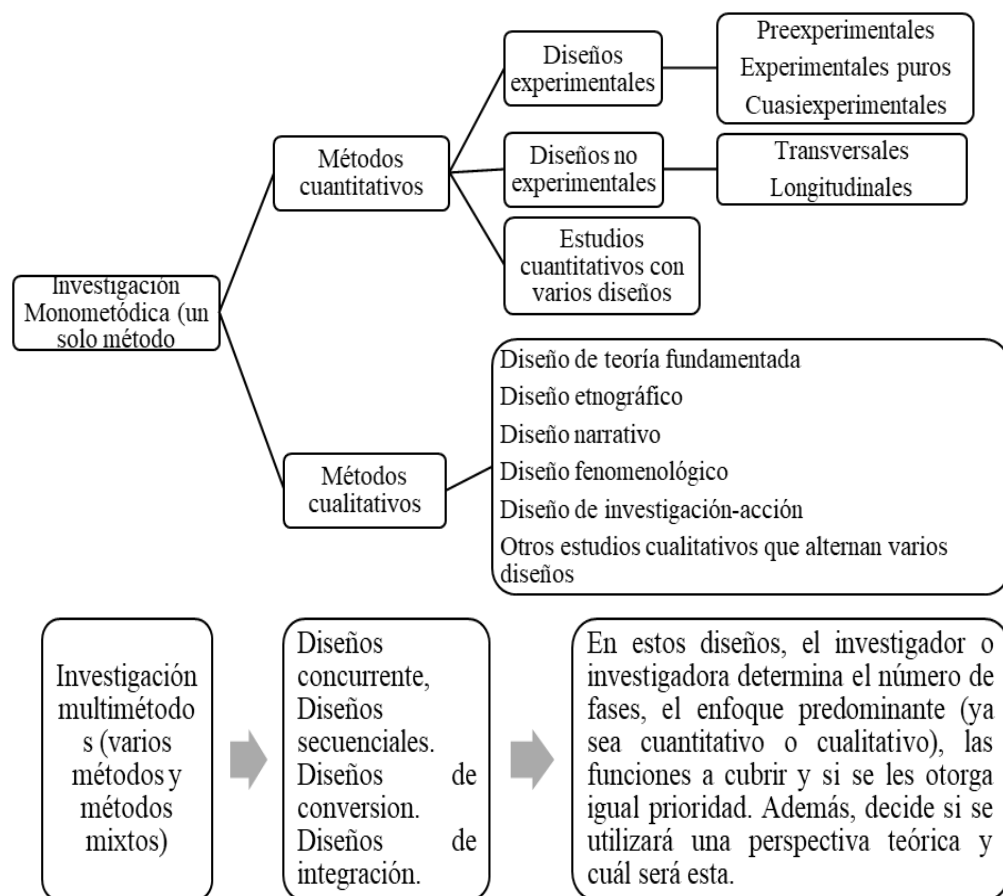 Preexperimentales
Experimentales puros
Cuasiexperimentales
Diseños
experimentales
Métodos
cuantitativos
Diseños no
experimentales
Transversales
Longitudinales
Estudios
cuantitativos con
varios diseños
Investigación
Monometódica (un
solo método
Diseño de teoría fundamentada
Diseño etnográfico
Diseño narrativo
Diseño fenomenológico
Diseño de investigación-acción
Otros estudios cualitativos que alternan varios
diseños
Métodos
cualitativos
Investigación
multimétodo
s (varios
métodos y
métodos
mixtos)
Diseños
concurrente,
Diseños
secuenciales.
Diseños de
conversion.
Diseños de
integración.
En estos diseños, el investigador o
investigadora determina el número de
fases, el enfoque predominante (ya
sea cuantitativo o cualitativo), las
funciones a cubrir y si se les otorga
igual prioridad. Además, decide si se
utilizará una perspectiva teórica y
cuál será esta.